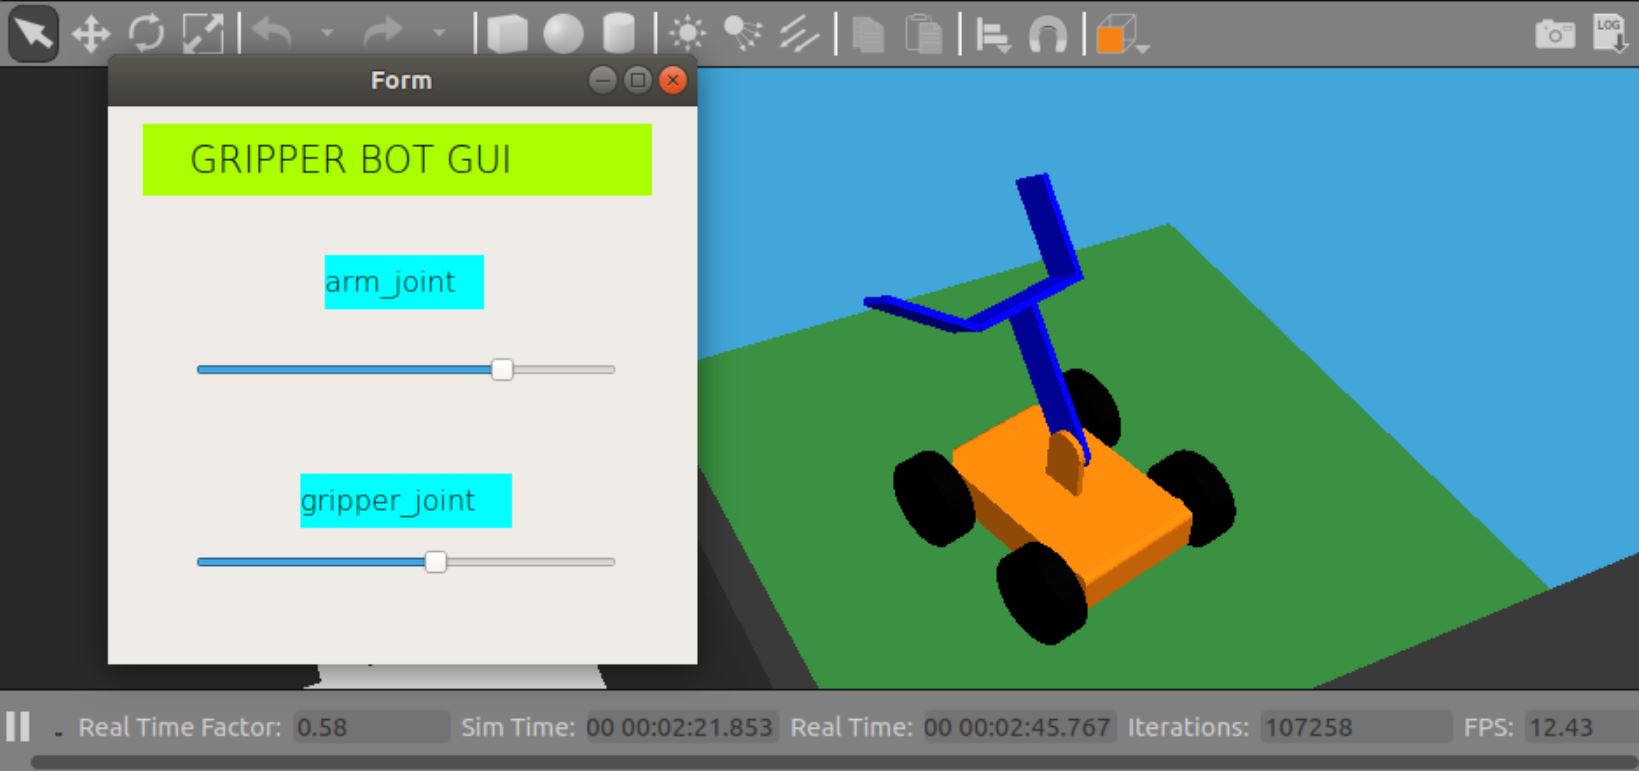 LOG
Form
GRIPPER BOT GUI
arm_joint
gripper_joint
Real Time Factor: 0.58 Sim Time: 00 00:02:21.853 Real Time: 00 00:02:45.767 Iterations: 107258 FPS: 12.43